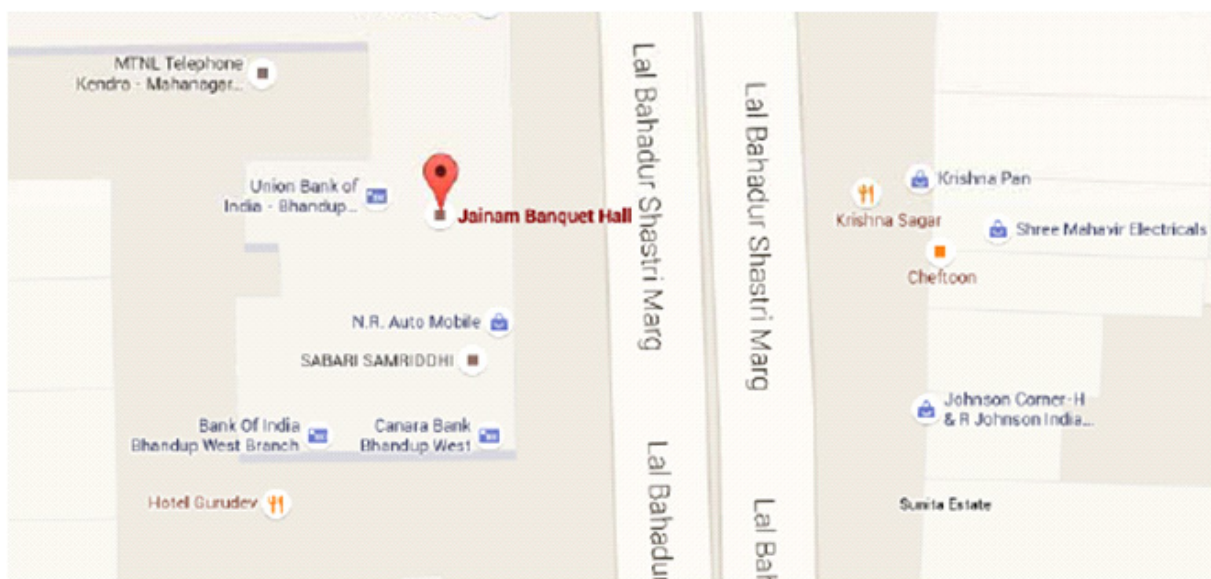 MTNL Telephone
Kendra - Mahanagar...
Union Bank of
India - Bhandup...
Jainam Banquet Hall
N.R. Auto Mobile
SABARI SAMRIDDHI
Bank Of India
Bhandup West Branch
Canara Bank
Bhandup West
Hotel Gurudev
Lal Bahadur Shastri Marg
Lal Bahadur Shastri Marg
Lal Bahadur
Lal Bah
Krishna Pan
Krishna Sagar
Shree Mahavir Electricals
Cheftoon
Johnson Corner-H
& R Johnson India...
Sunita Estate